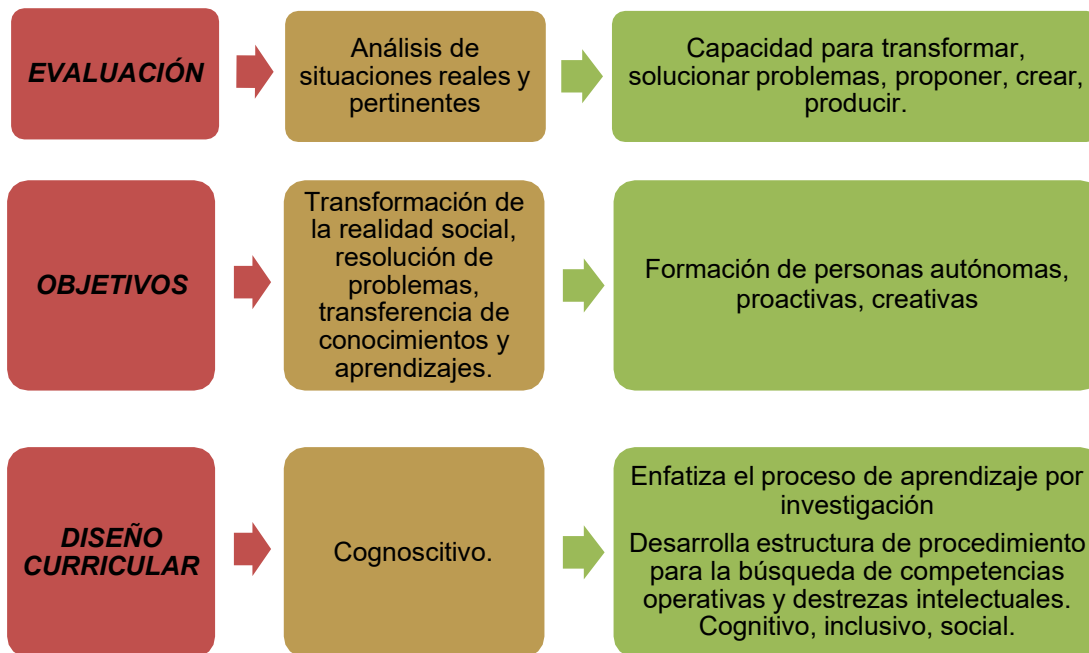 EVALUACIÓN
Análisis de
situaciones reales y
pertinentes
Capacidad para transformar,
solucionar problemas, proponer, crear,
producir.
OBJETIVOS
Transformación de
la realidad social,
resolución de
problemas,
transferencia de
conocimientos y
aprendizajes.
Formación de personas autónomas,
proactivas, creativas
DISEÑO
CURRICULAR
Cognoscitivo.
Enfatiza el proceso de aprendizaje por
investigación
Desarrolla estructura de procedimiento
para la búsqueda de competencias
operativas y destrezas intelectuales.
Cognitivo, inclusivo, social.